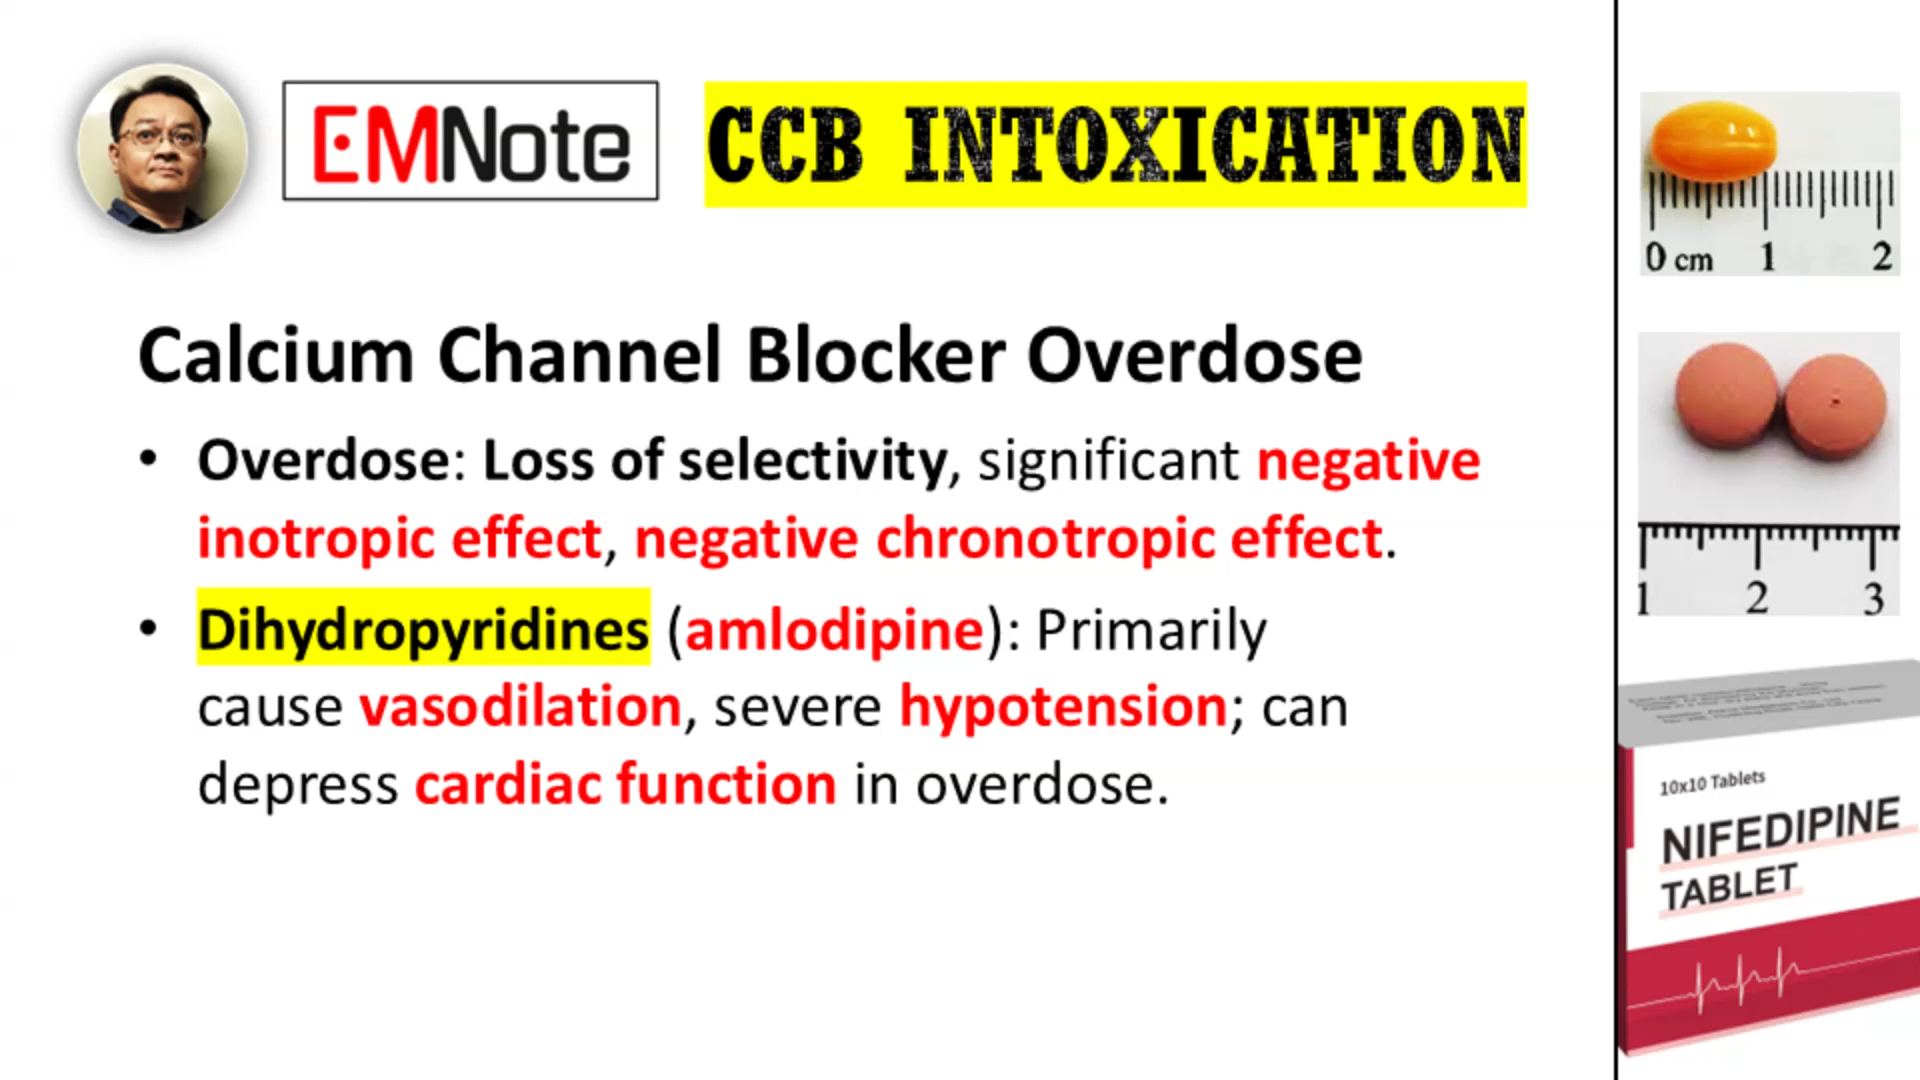 EMNote
CCB INTOXICATION
Calcium Channel Blocker Overdose
• Overdose: Loss of selectivity, significant negative
inotropic effect, negative chronotropic effect.
• Dihydropyridines (amlodipine): Primarily
cause vasodilation, severe hypotension; can
depress cardiac function in overdose.
0 cm 1 2
1 2 3
10x10 Tablets
NIFEDIPINE
TABLET